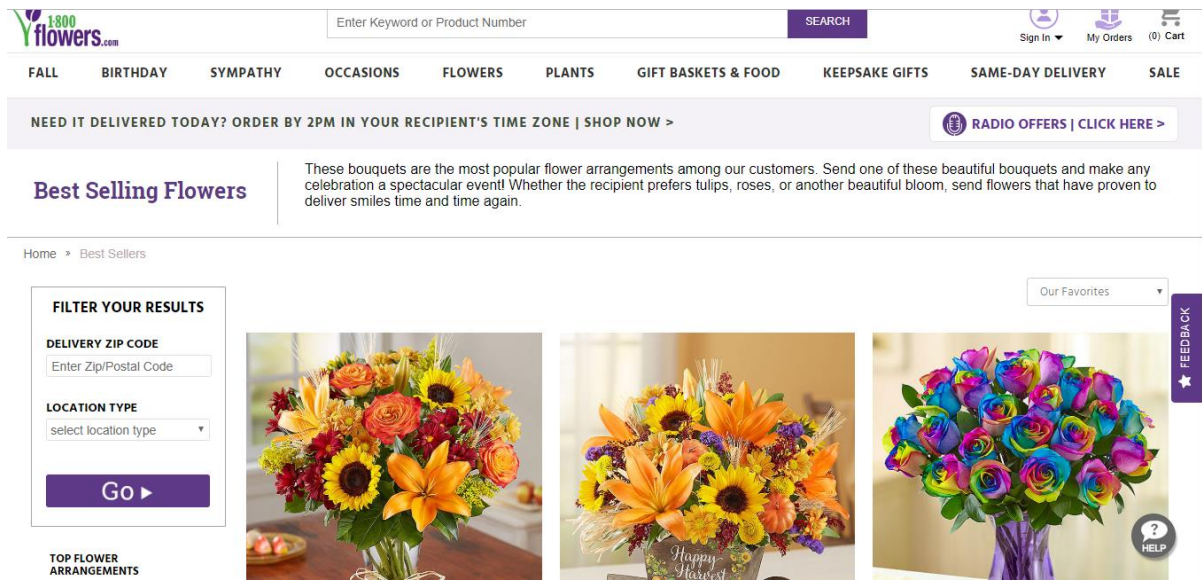 1·800
flowers.com
Enter Keyword or Product Number
SEARCH
Sign In
My Orders
(0) Cart
FALL
BIRTHDAY
SYMPATHY
OCCASIONS
FLOWERS
PLANTS
GIFT BASKETS & FOOD
KEEPSAKE GIFTS
SAME-DAY DELIVERY
SALE
NEED IT DELIVERED TODAY? ORDER BY 2PM IN YOUR RECIPIENT'S TIME ZONE | SHOP NOW >
RADIO OFFERS | CLICK HERE >
Best Selling Flowers
These bouquets are the most popular flower arrangements among our customers. Send one of these beautiful bouquets and make any
celebration a spectacular event! Whether the recipient prefers tulips, roses, or another beautiful bloom, send flowers that have proven to
deliver smiles time and time again.
Home » Best Sellers
Our Favorites
FEEDBACK
FILTER YOUR RESULTS
DELIVERY ZIP CODE
Enter Zip/Postal Code
LOCATION TYPE
select location type
Go
TOP FLOWER
ARRANGEMENTS
Happy
Harvest
?
HELP